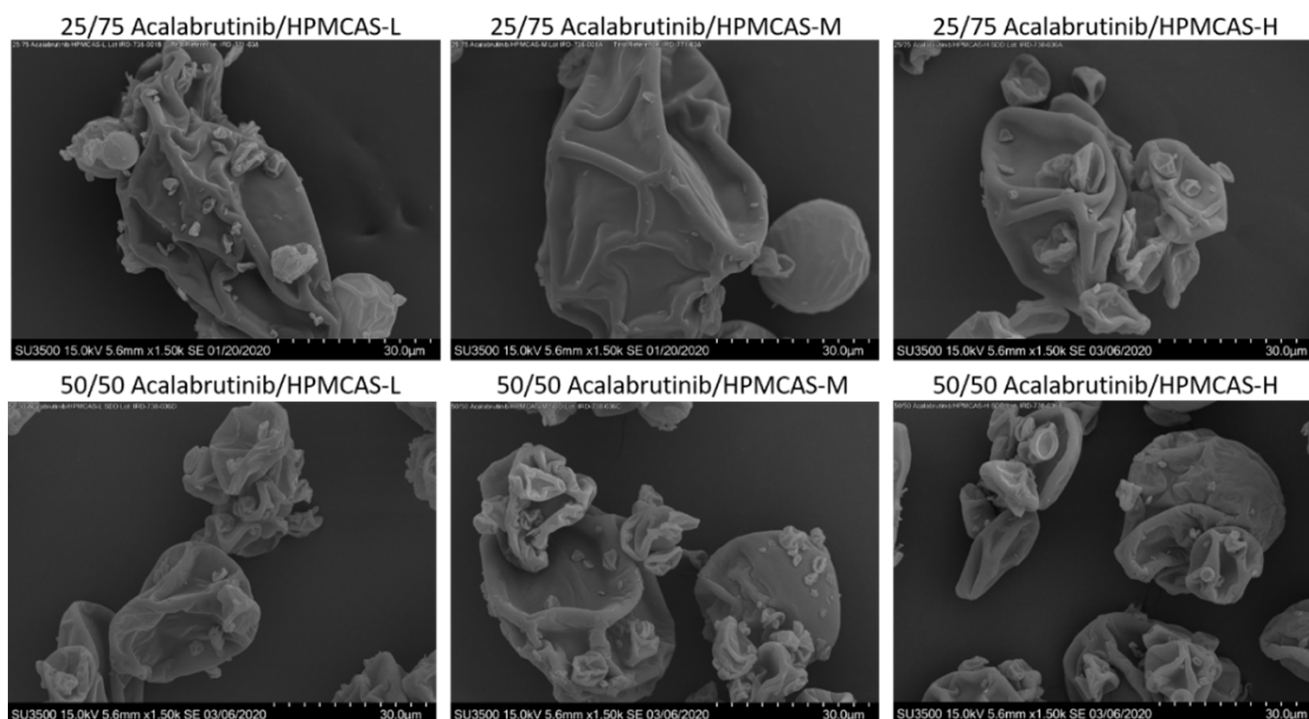 25/75 Acalabrutinib/HPMCAS-L
25/75 Acalabrutinib/HPMCAS-M
25/75 Acalabrutinib/HPMCAS-H
SU3500 15.0kV 5.6mm x1.50k SE 01/20/2020 30.0µm
SU3500 15.0kV 5.6mm x1.50k SE 01/20/2020 30.0µm
SU3500 15.0kV 5.6mm x1.50k SE 03/06/2020 30.0µm
50/50 Acalabrutinib/HPMCAS-L
50/50 Acalabrutinib/HPMCAS-M
50/50 Acalabrutinib/HPMCAS-H
SU3500 15.0kV 5.6mm x1.50k SE 03/06/2020 30.0µm
SU3500 15.0kV 5.6mm x1.50k SE 03/06/2020 30.0µm
SU3500 15.0kV 5.6mm x1.50k SE 03/06/2020 30.0µm